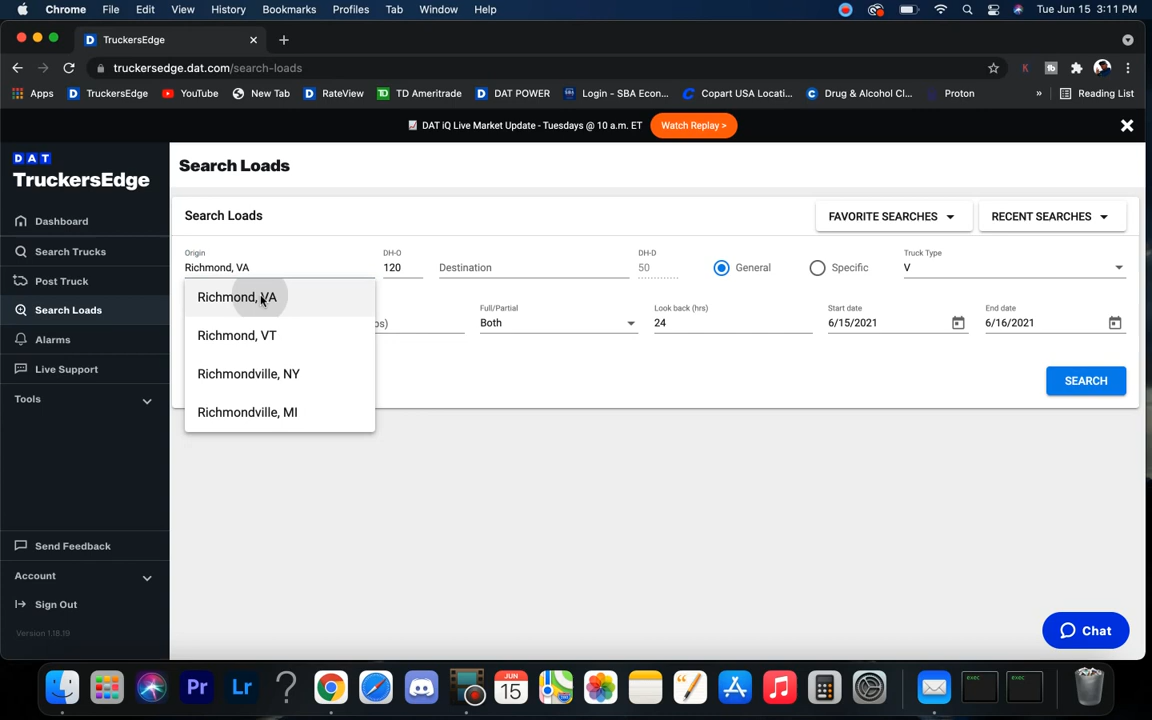 Chrome File Edit View History Bookmarks Profiles Tab Window Help Tue Jun 15 3:11 PM
TruckersEdge
truckersedge.dat.com/search-loads
Apps TruckersEdge YouTube New Tab RateView TD Ameritrade DAT POWER Login - SBA Econ... Copart USA Locati... Drug & Alcohol Cl... Proton » Reading List
DAT iQ Live Market Update - Tuesdays @ 10 a.m. ET Watch Replay >
DAT
TruckersEdge
Search Loads
Dashboard
Search Trucks
Post Truck
Search Loads
Alarms
Live Support
Tools
Send Feedback
Account
Sign Out
Version 1.18.19
Search Loads FAVORITE SEARCHES RECENT SEARCHES
Origin DH-O DH-D Truck Type
Richmond, VA 120 Destination 50 General Specific V
Richmond, VA
Richmond, VT
Richmondville, NY
Richmondville, MI
Full/Partial Look back (hrs) Start date End date
Both 24 6/15/2021 6/16/2021
SEARCH
Chat
JUN
15
Pr Lr
exec exec